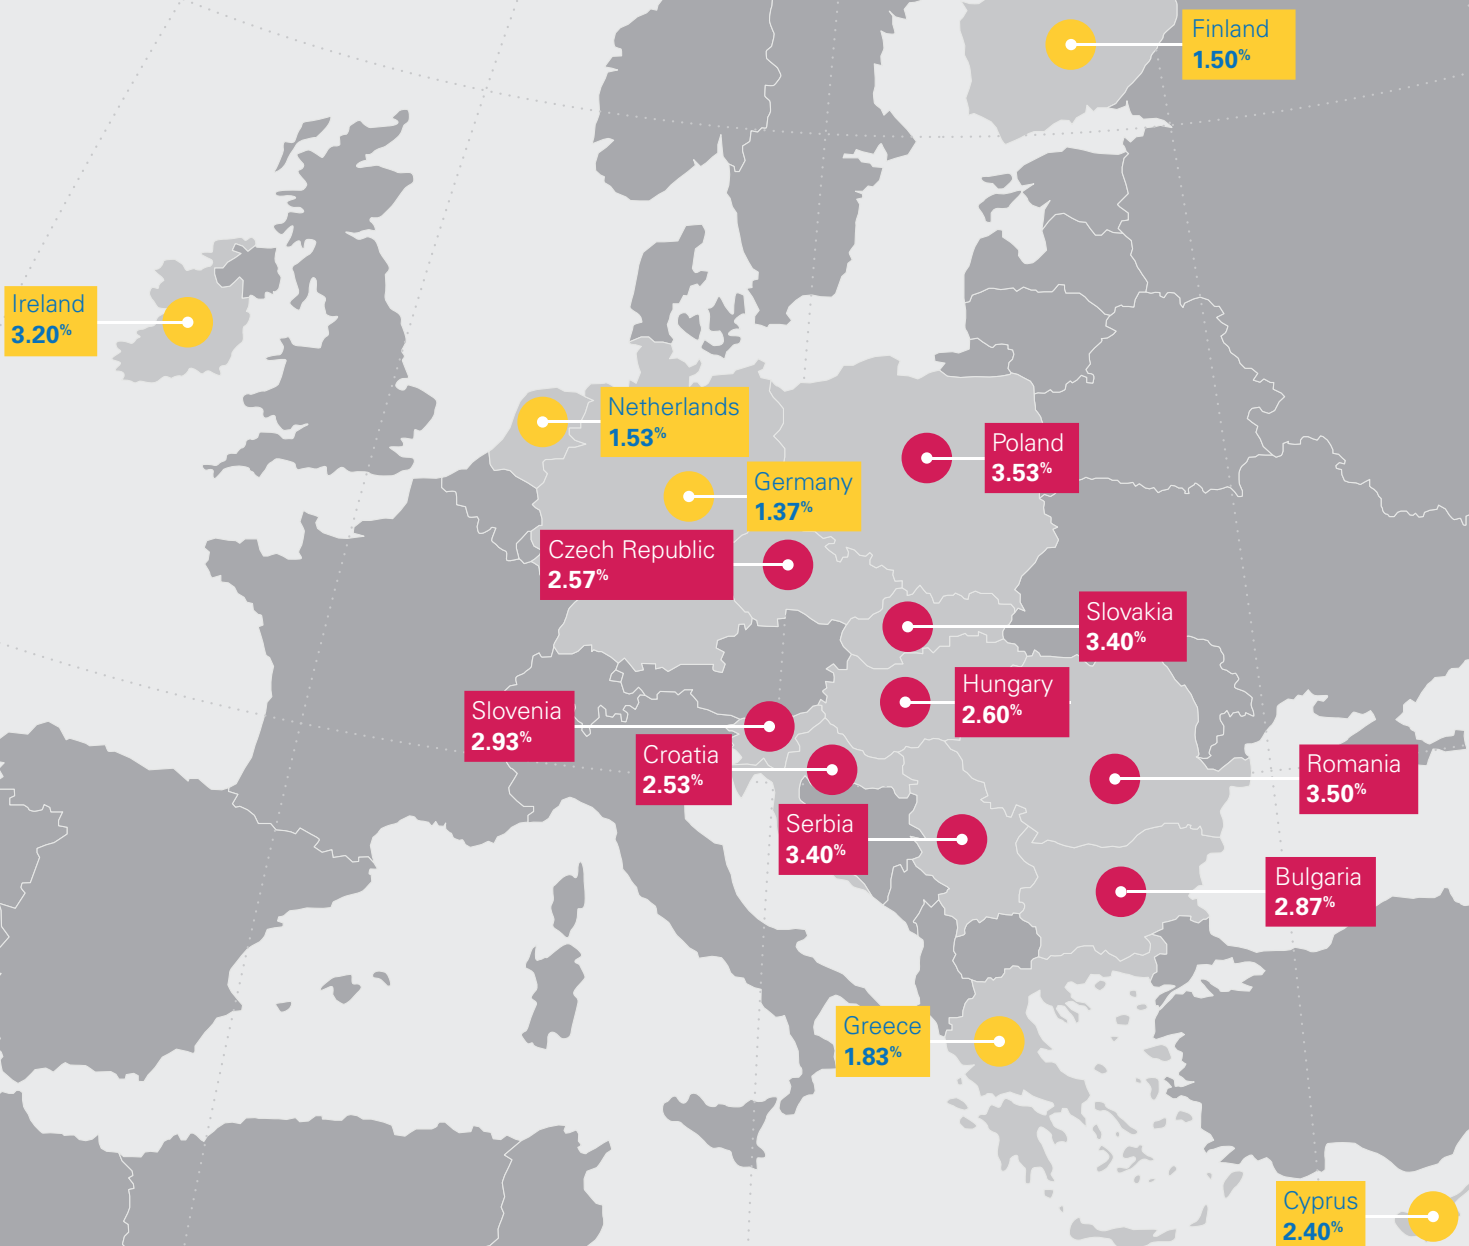 Finland
1.50%
Ireland
3.20%
Netherlands
1.53%
Poland
3.53%
Germany
1.37%
Czech Republic
2.57%
Slovakia
3.40%
Hungary
2.60%
Slovenia
2.93%
Croatia
2.53%
Romania
3.50%
Serbia
3.40%
Bulgaria
2.87%
Greece
1.83%
Cyprus
2.40%